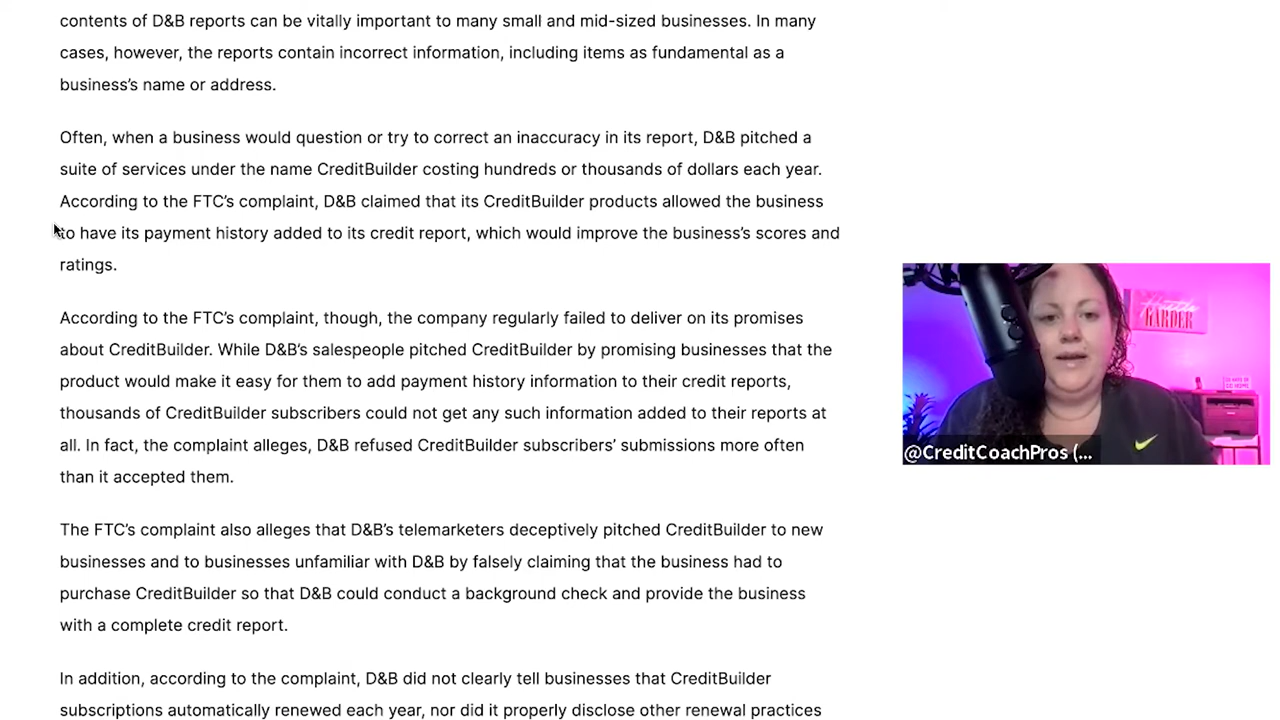 contents of D&B reports can be vitally important to many small and mid-sized businesses. In many
cases, however, the reports contain incorrect information, including items as fundamental as a
business’s name or address.
Often, when a business would question or try to correct an inaccuracy in its report, D&B pitched a
suite of services under the name CreditBuilder costing hundreds or thousands of dollars each year.
According to the FTC’s complaint, D&B claimed that its CreditBuilder products allowed the business
to have its payment history added to its credit report, which would improve the business’s scores and
ratings.
According to the FTC’s complaint, though, the company regularly failed to deliver on its promises
about CreditBuilder. While D&B’s salespeople pitched CreditBuilder by promising businesses that the
product would make it easy for them to add payment history information to their credit reports,
thousands of CreditBuilder subscribers could not get any such information added to their reports at
all. In fact, the complaint alleges, D&B refused CreditBuilder subscribers’ submissions more often
than it accepted them.
The FTC’s complaint also alleges that D&B’s telemarketers deceptively pitched CreditBuilder to new
businesses and to businesses unfamiliar with D&B by falsely claiming that the business had to
purchase CreditBuilder so that D&B could conduct a background check and provide the business
with a complete credit report.
In addition, according to the complaint, D&B did not clearly tell businesses that CreditBuilder
subscriptions automatically renewed each year, nor did it properly disclose other renewal practices
Hustle
HARDER
@CreditCoachPros (...